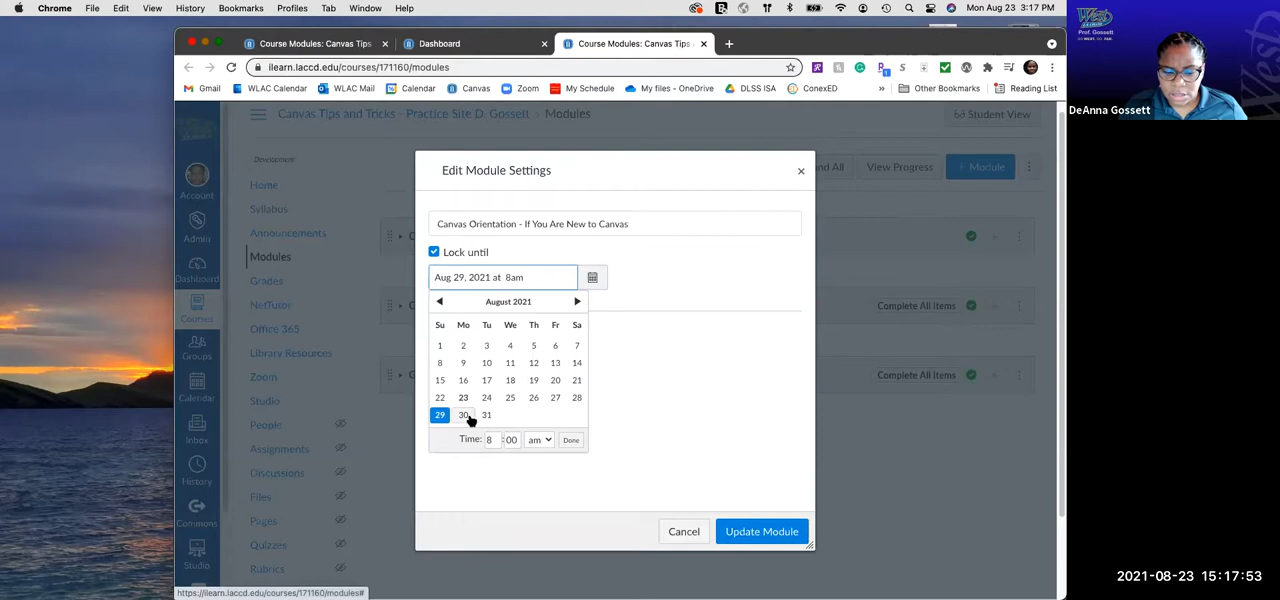 Chrome File Edit View History Bookmarks Profiles Tab Window Help
Mon Aug 23 3:17 PM
Course Modules: Canvas Tips
Dashboard
Course Modules: Canvas Tips
ilearn.laccd.edu/courses/171160/modules
Gmail WLAC Calendar WLAC Mail Calendar Canvas Zoom My Schedule My files - OneDrive DLSS ISA ConexED » Other Bookmarks Reading List
Canvas Tips and Tricks - Practice Site D. Gossett › Modules
Student View
Account
Admin
Dashboard
Courses
Groups
Calendar
Inbox
History
Commons
Studio
Home
Syllabus
Announcements
Modules
Grades
NetTutor
Office 365
Library Resources
Zoom
Studio
People
Assignments
Discussions
Files
Pages
Quizzes
Rubrics
All View Progress + Module
Complete All Items
Complete All Items
Edit Module Settings
×
Canvas Orientation - If You Are New to Canvas
Lock until
Aug 29, 2021 at 8am
August 2021
Su Mo Tu We Th Fr Sa
1 2 3 4 5 6 7
8 9 10 11 12 13 14
15 16 17 18 19 20 21
22 23 24 25 26 27 28
29 30 31
Time: 8 : 00 am Done
Cancel Update Module
https://ilearn.laccd.edu/courses/171160/modules#
West
Prof. Gossett
DeAnna Gossett
2021-08-23 15:17:53